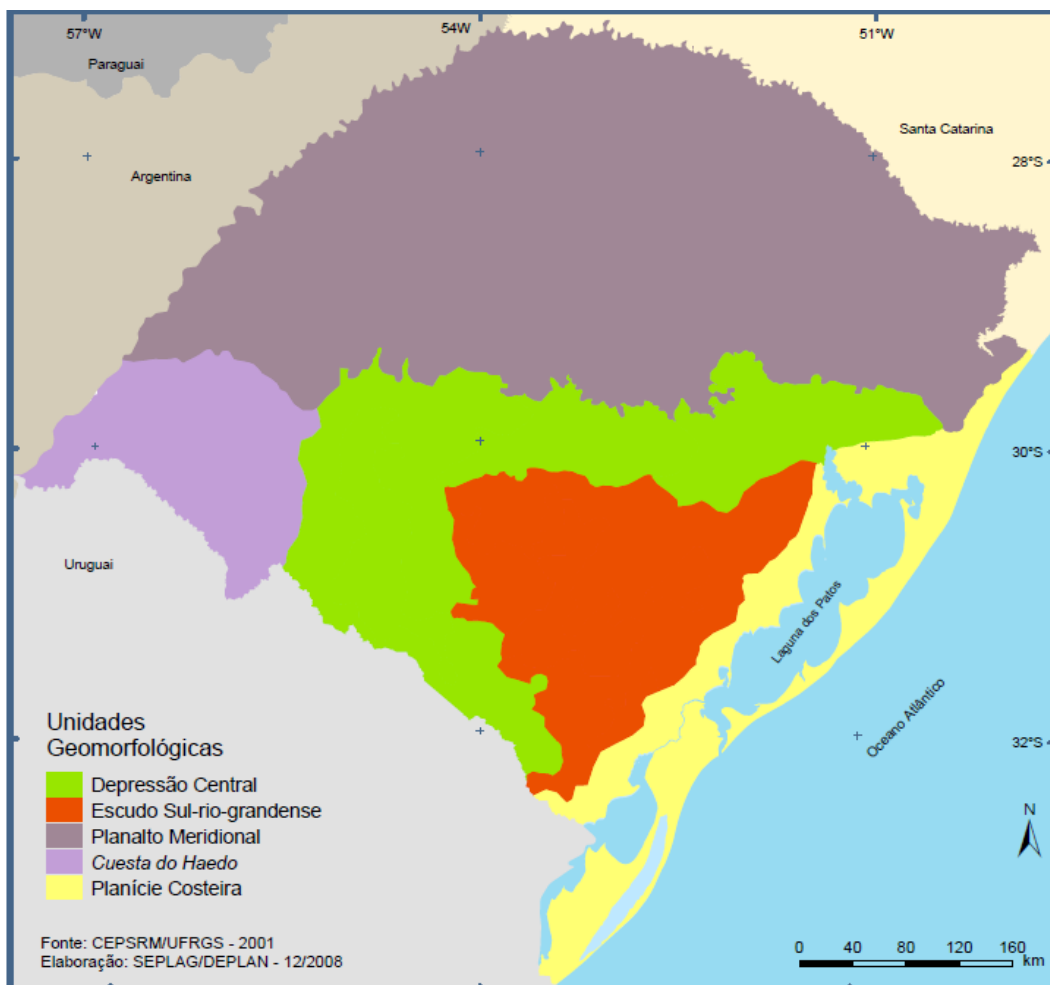 57°W
54°W
51°W
Paraguai
Santa Catarina
28°S
Argentina
30°S
Uruguai
Laguna dos Patos
Oceano Atlântico
32°S
Unidades
Geomorfológicas
Depressão Central
Escudo Sul-rio-grandense
Planalto Meridional
Cuesta do Haedo
Planície Costeira
N
Fonte: CEPSRM/UFRGS - 2001
Elaboração: SEPLAG/DEPLAN - 12/2008
0 40 80 120 160
km